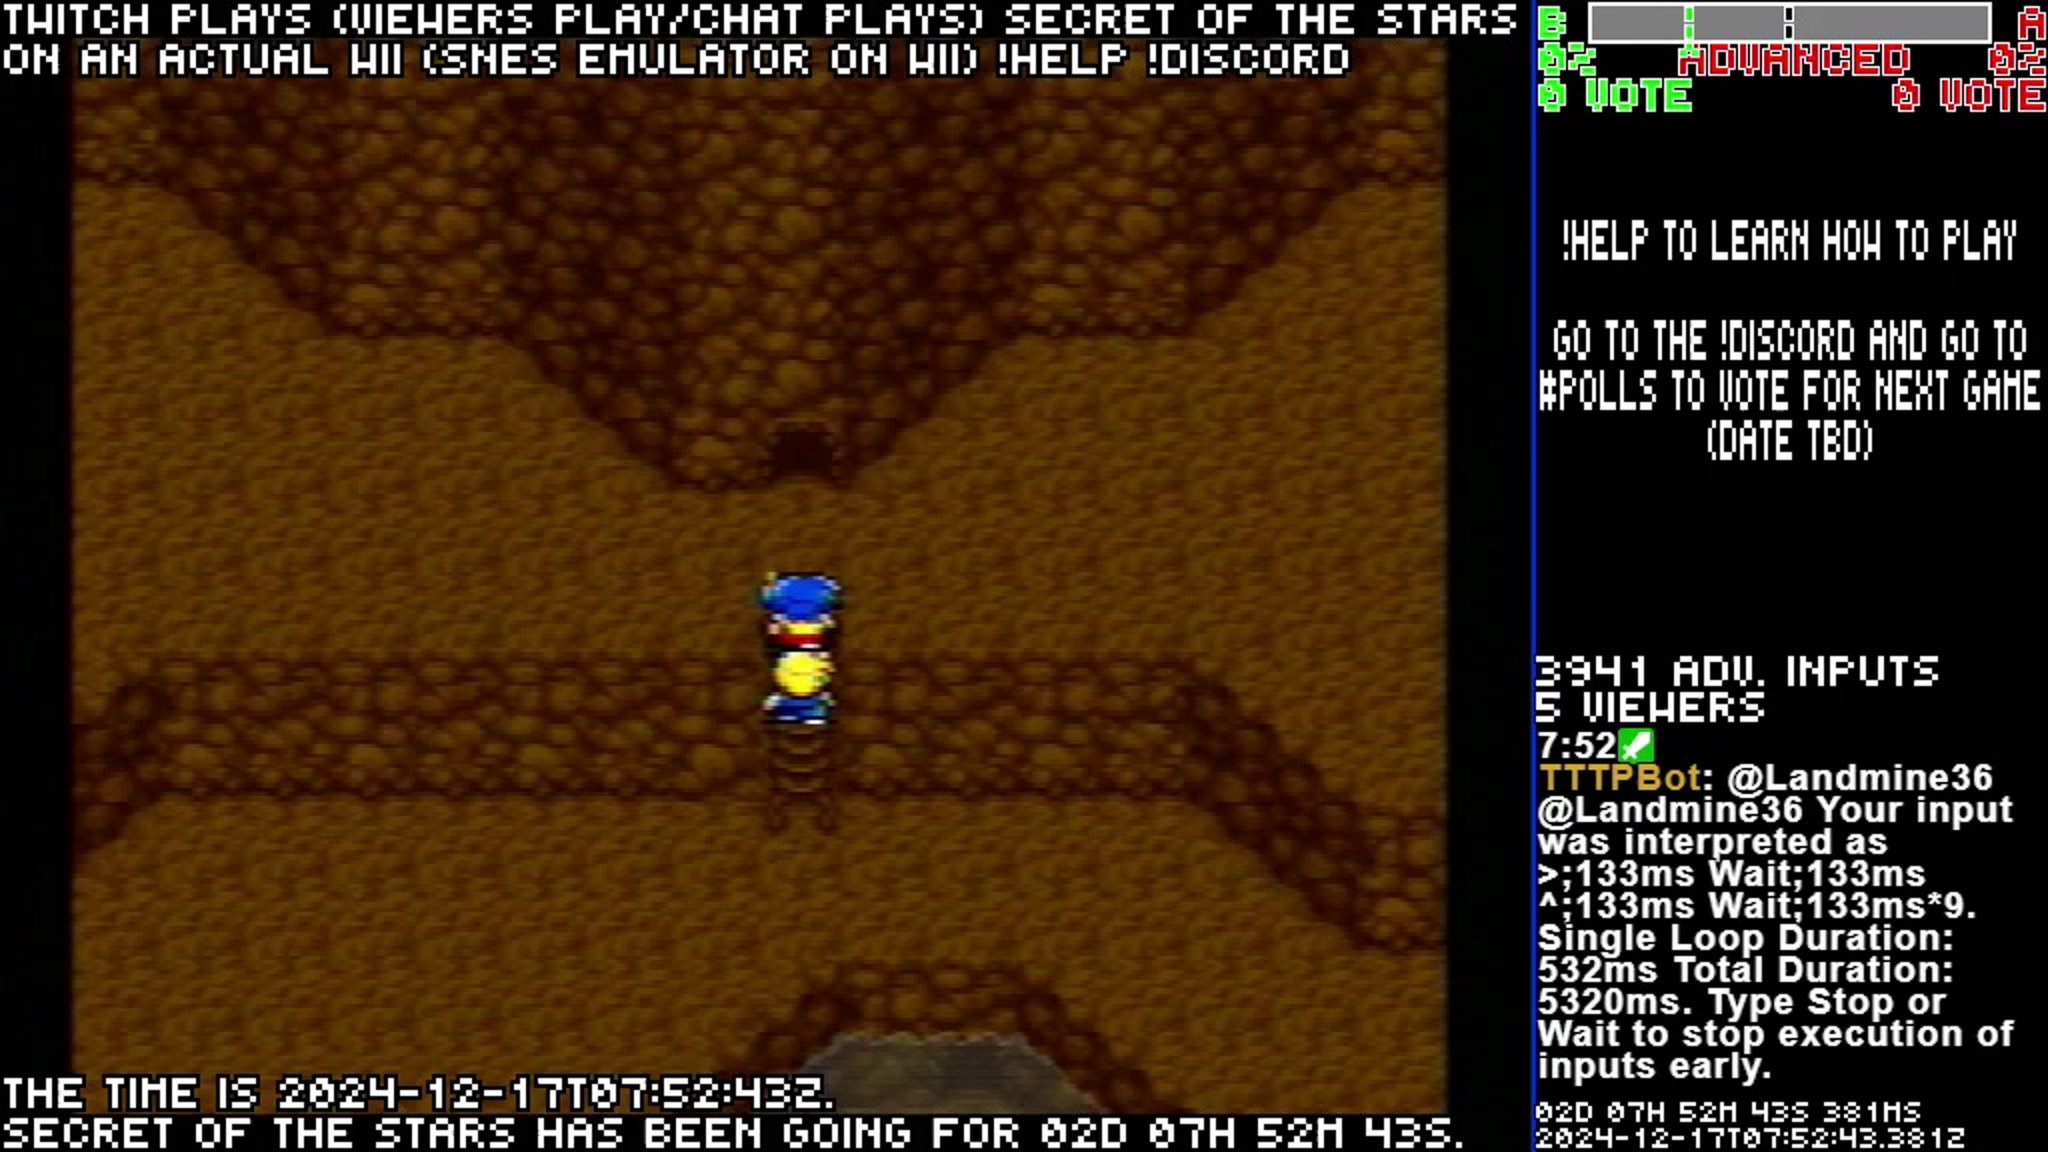 TWITCH PLAYS (VIEWERS PLAY/CHAT PLAYS) SECRET OF THE STARS
ON AN ACTUAL WII (SNES EMULATOR ON WII) !HELP !DISCORD
B A
0% ADVANCED 0%
0 VOTE 0 VOTE
!HELP TO LEARN HOW TO PLAY
GO TO THE !DISCORD AND GO TO
#POLLS TO VOTE FOR NEXT GAME
(DATE TBD)
3941 ADV. INPUTS
5 VIEWERS
7:52
TTTPBot: @Landmine36
@Landmine36 Your input
was interpreted as
>;133ms Wait;133ms
^;133ms Wait;133ms*9.
Single Loop Duration:
532ms Total Duration:
5320ms. Type Stop or
Wait to stop execution of
inputs early.
02D 07H 52M 43S 381MS
2024-12-17T07:52:43.381Z
THE TIME IS 2024-12-17T07:52:43Z.
SECRET OF THE STARS HAS BEEN GOING FOR 02D 07H 52M 43S.